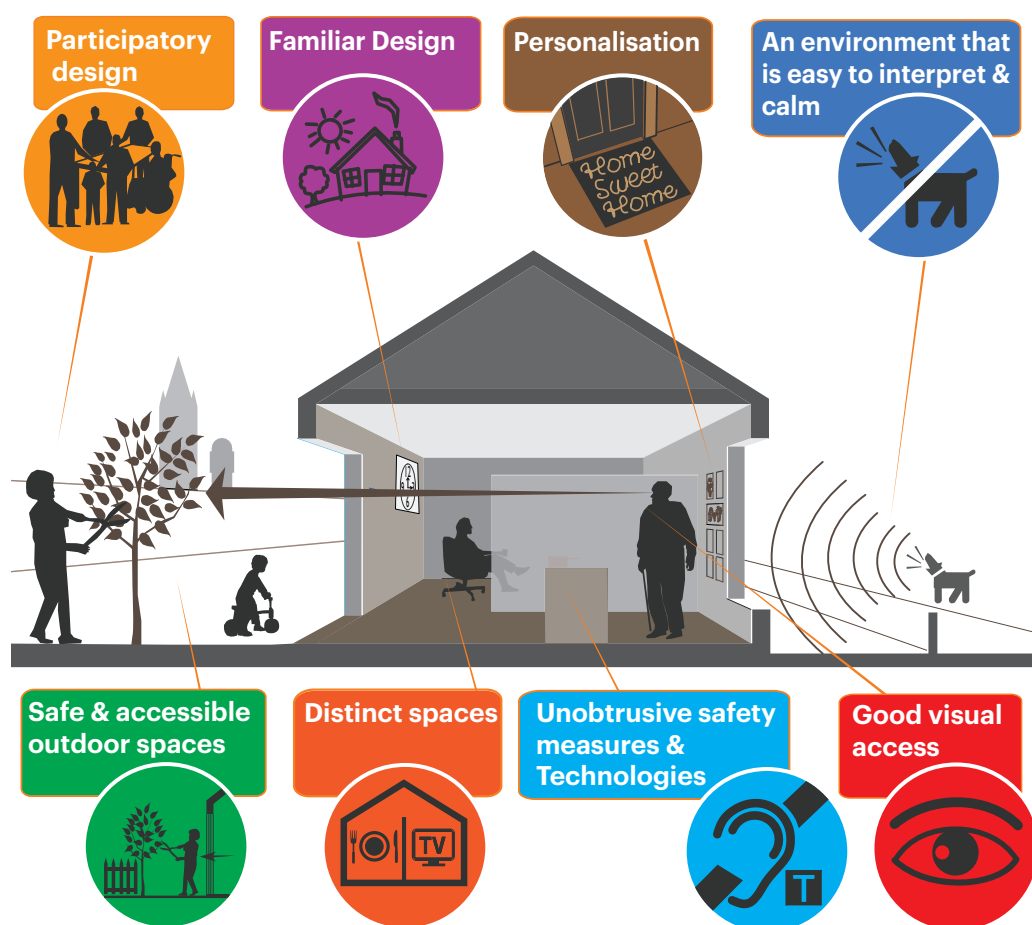 Participatory
design
Familiar Design
Personalisation
An environment that
is easy to interpret &
calm
Home
Sweet
Home
Safe & accessible
outdoor spaces
Distinct spaces
TV
Unobtrusive safety
measures &
Technologies
T
Good visual
access